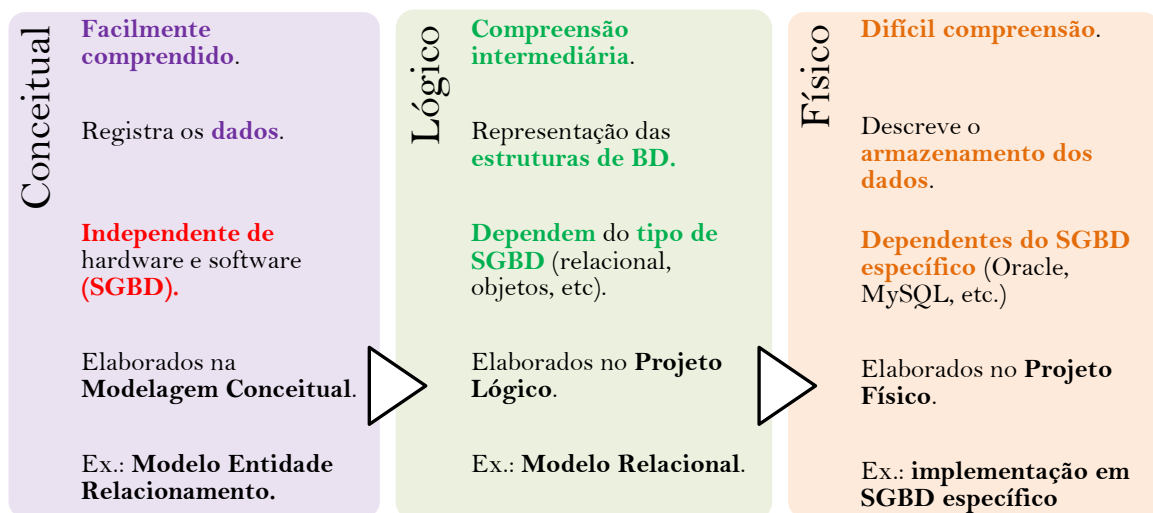 Conceitual
Facilmente
comprendido.
Registra os dados.
Independente de
hardware e software
(SGBD).
Elaborados na
Modelagem Conceitual.
Ex.: Modelo Entidade
Relacionamento.
Lógico
Compreensão
intermediária.
Representação das
estruturas de BD.
Dependem do tipo de
SGBD (relacional,
objetos, etc).
Elaborados no Projeto
Lógico.
Ex.: Modelo Relacional.
Físico
Difícil compreensão.
Descreve o
armazenamento dos
dados.
Dependentes do SGBD
específico (Oracle,
MySQL, etc.)
Elaborados no Projeto
Físico.
Ex.: implementação em
SGBD específico